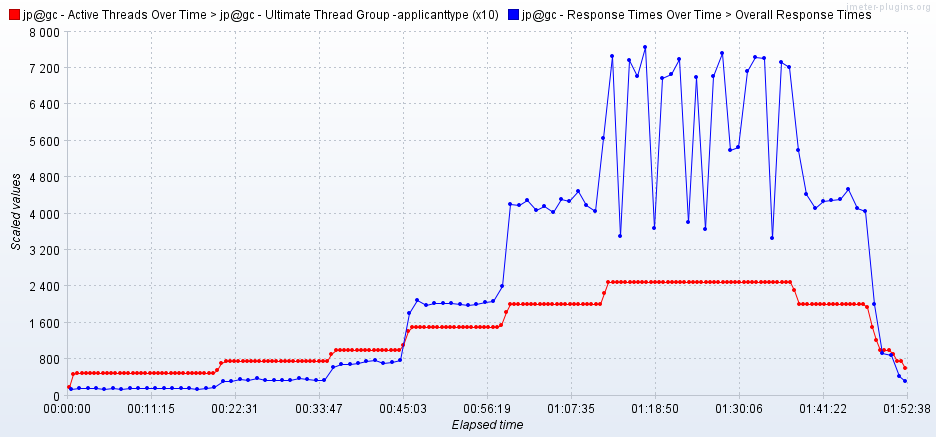 jp@gc - Active Threads Over Time > jp@gc - Ultimate Thread Group -applicanttype (x10) jp@gc - Response Times Over Time > Overall Response Times
jmeter-plugins.org
8 000
7 200
6 400
5 600
4 800
4 000
3 200
2 400
1 600
800
0
Scaled values
00:00:00 00:11:15 00:22:31 00:33:47 00:45:03 00:56:19 01:07:35 01:18:50 01:30:06 01:41:22 01:52:38
Elapsed time